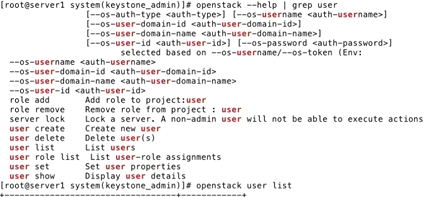 [root@server1 system(keystone_admin)]# openstack --help | grep user
[--os-auth-type <auth-type>] [--os-username <auth-username>]
[--os-user-domain-id <auth-user-domain-id>]
[--os-user-domain-name <auth-user-domain-name>]
[--os-user-id <auth-user-id>] [--os-password <auth-password>]
selected based on --os-username/--os-token (Env:
--os-username <auth-username>
--os-user-domain-id <auth-user-domain-id>
--os-user-domain-name <auth-user-domain-name>
--os-user-id <auth-user-id>
role add Add role to project:user
role remove Remove role from project : user
server lock Lock a server. A non-admin user will not be able to execute actions
user create Create new user
user delete Delete user(s)
user list List users
user role list List user-role assignments
user set Set user properties
user show Display user details
[root@server1 system(keystone_admin)]# openstack user list
+----------------------------------+------------+